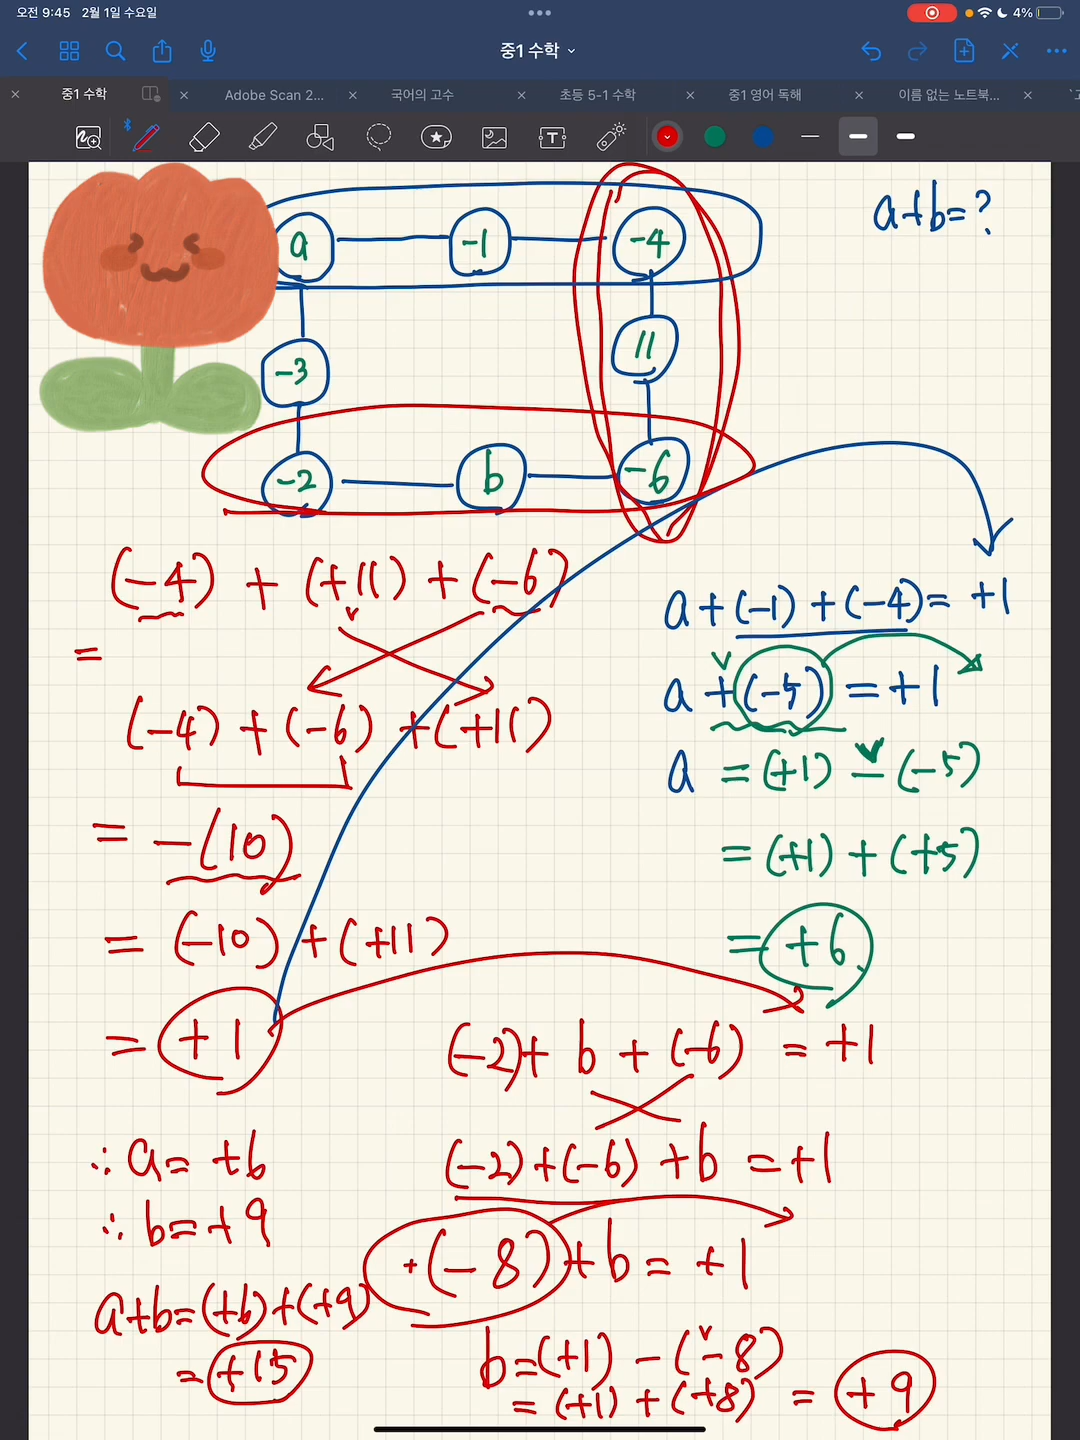 오전 9:45 2월 1일 수요일
4%
중1 수학
중1 수학
Adobe Scan 2...
국어의 고수
초등 5-1 수학
중1 영어 독해
이름 없는 노트북...
a+b=?
a -1 -4
-3 11
-2 b -6
(-4) + (+11) + (-6)
=
(-4) + (-6) + (+11)
= -(10)
= (-10) + (+11)
= +1
a + (-1) + (-4) = +1
a + (-5) = +1
a = (+1) - (-5)
= (+1) + (+5)
= +6
(-2) + b + (-6) = +1
(-2) + (-6) + b = +1
+(-8) + b = +1
b = (+1) - (-8)
= (+1) + (+8) = +9
∴ a = +6
∴ b = +9
a+b = (+6) + (+9)
= +15